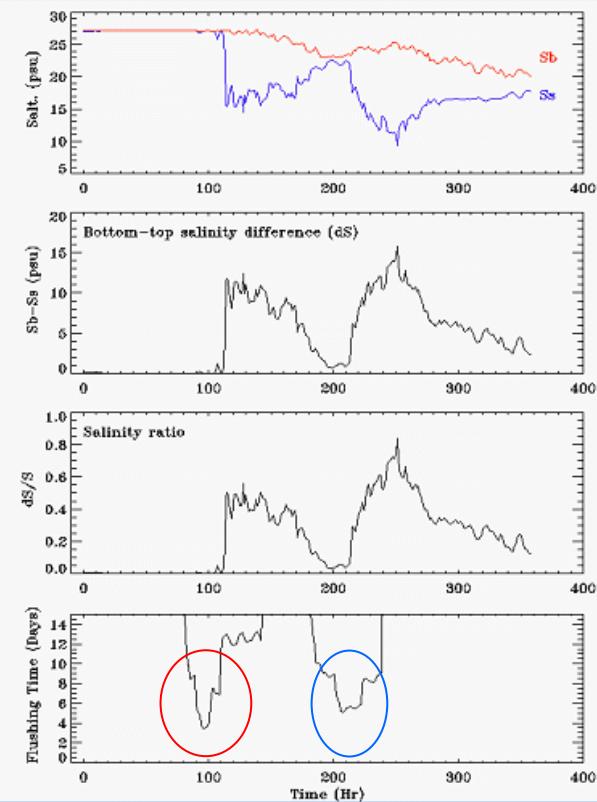 30
25
20
15
10
5
Salt. (psu)
Sb
Ss
0 100 200 300 400
20
15
10
5
0
Sb-Ss (psu)
Bottom-top salinity difference (dS)
0 100 200 300 400
1.0
0.8
0.6
0.4
0.2
0.0
dS/S
Salinity ratio
0 100 200 300 400
14
12
10
8
6
4
2
0
Flushing Time (Days)
0 100 200 300 400
Time (Hr)